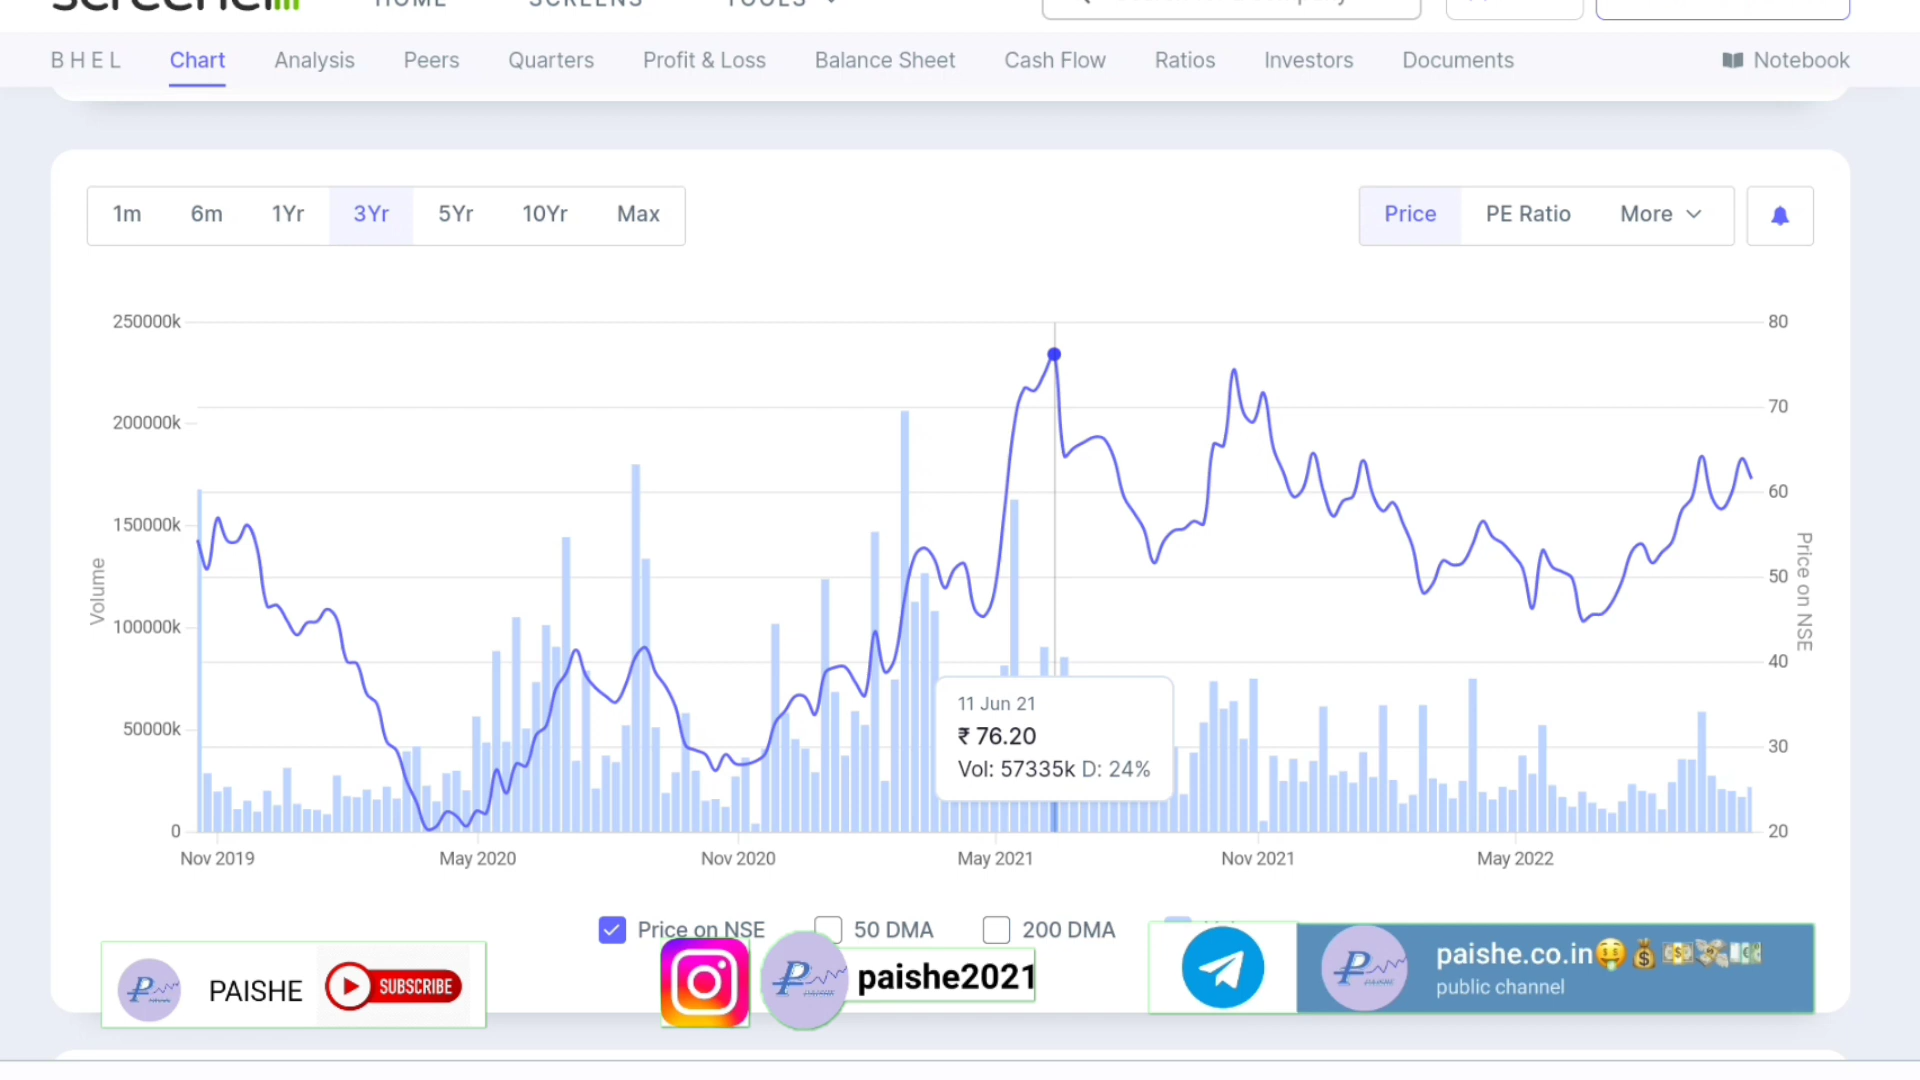 screener
HOME SCREENS TOOLS
BHEL Chart Analysis Peers Quarters Profit & Loss Balance Sheet Cash Flow Ratios Investors Documents Notebook
1m 6m 1Yr 3Yr 5Yr 10Yr Max Price PE Ratio More
250000k 80
70
200000k
60
150000k
Volume Price on NSE
50
100000k
40
11 Jun 21
50000k
₹ 76.20
30
Vol: 57335k D: 24%
0 20
Nov 2019 May 2020 Nov 2020 May 2021 Nov 2021 May 2022
Price on NSE 50 DMA 200 DMA
PAISHE SUBSCRIBE
paishe2021
paishe.co.in🤑💰💵💸💶
public channel